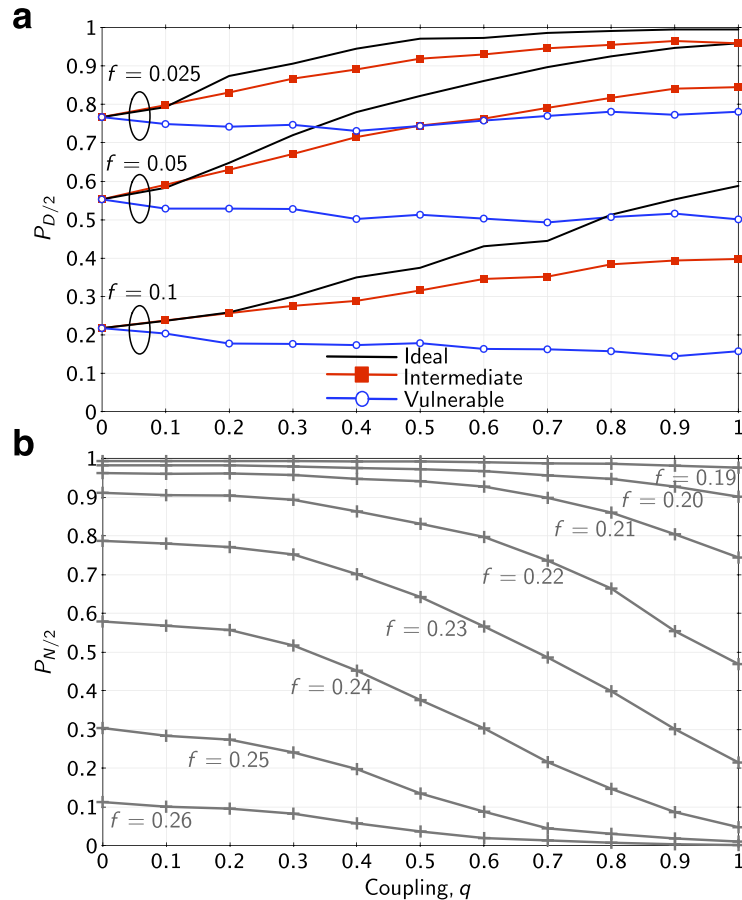 a
1
0.9
0.8
0.7
0.6
0.5
0.4
0.3
0.2
0.1
0
P_{D/2}
f = 0.025
f = 0.05
f = 0.1
Ideal
Intermediate
Vulnerable
0 0.1 0.2 0.3 0.4 0.5 0.6 0.7 0.8 0.9 1
b
1
0.9
0.8
0.7
0.6
0.5
0.4
0.3
0.2
0.1
0
P_{N/2}
f = 0.19
f = 0.20
f = 0.21
f = 0.22
f = 0.23
f = 0.24
f = 0.25
f = 0.26
0 0.1 0.2 0.3 0.4 0.5 0.6 0.7 0.8 0.9 1
Coupling, q